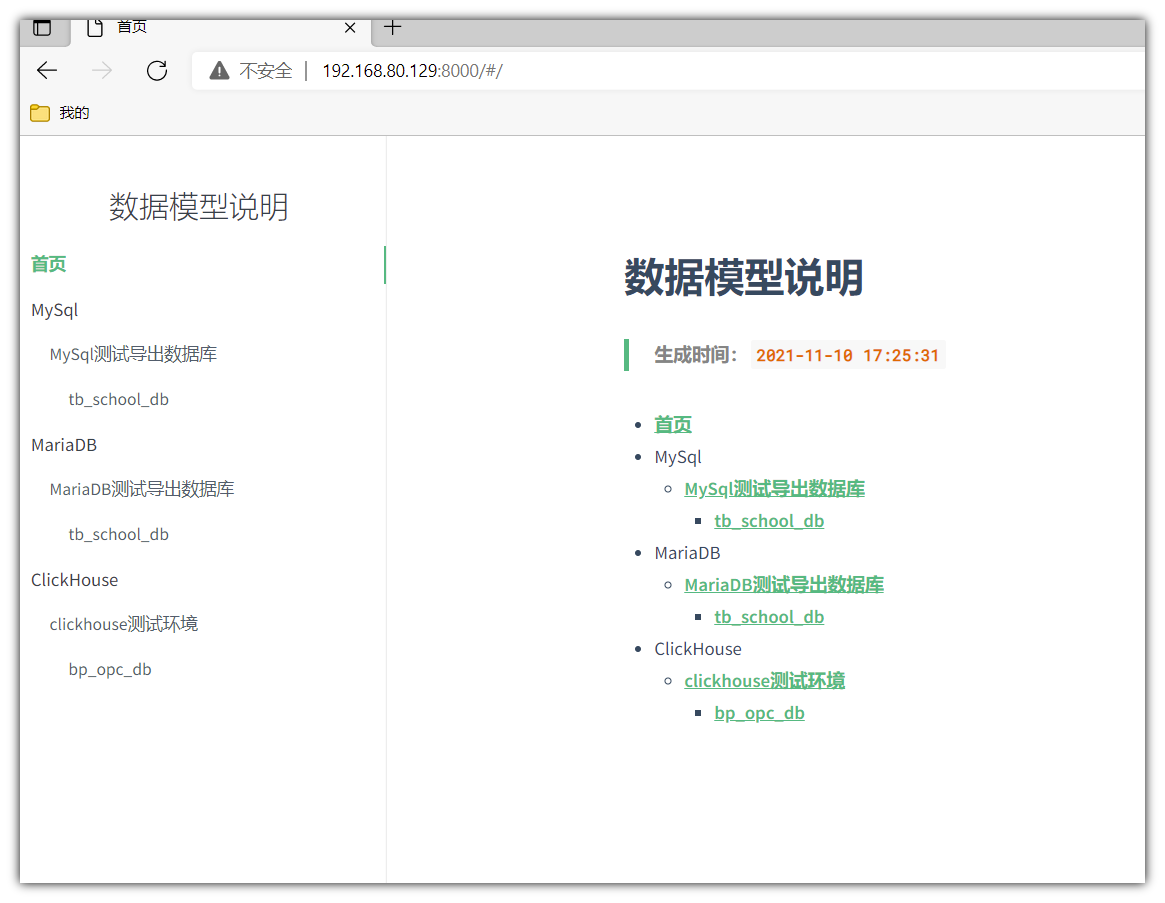 首页
不安全 192.168.80.129:8000/#/
我的
数据模型说明
首页
MySql
MySql测试导出数据库
tb_school_db
MariaDB
MariaDB测试导出数据库
tb_school_db
ClickHouse
clickhouse测试环境
bp_opc_db
数据模型说明
生成时间： 2021-11-10 17:25:31
首页
MySql
MySql测试导出数据库
tb_school_db
MariaDB
MariaDB测试导出数据库
tb_school_db
ClickHouse
clickhouse测试环境
bp_opc_db